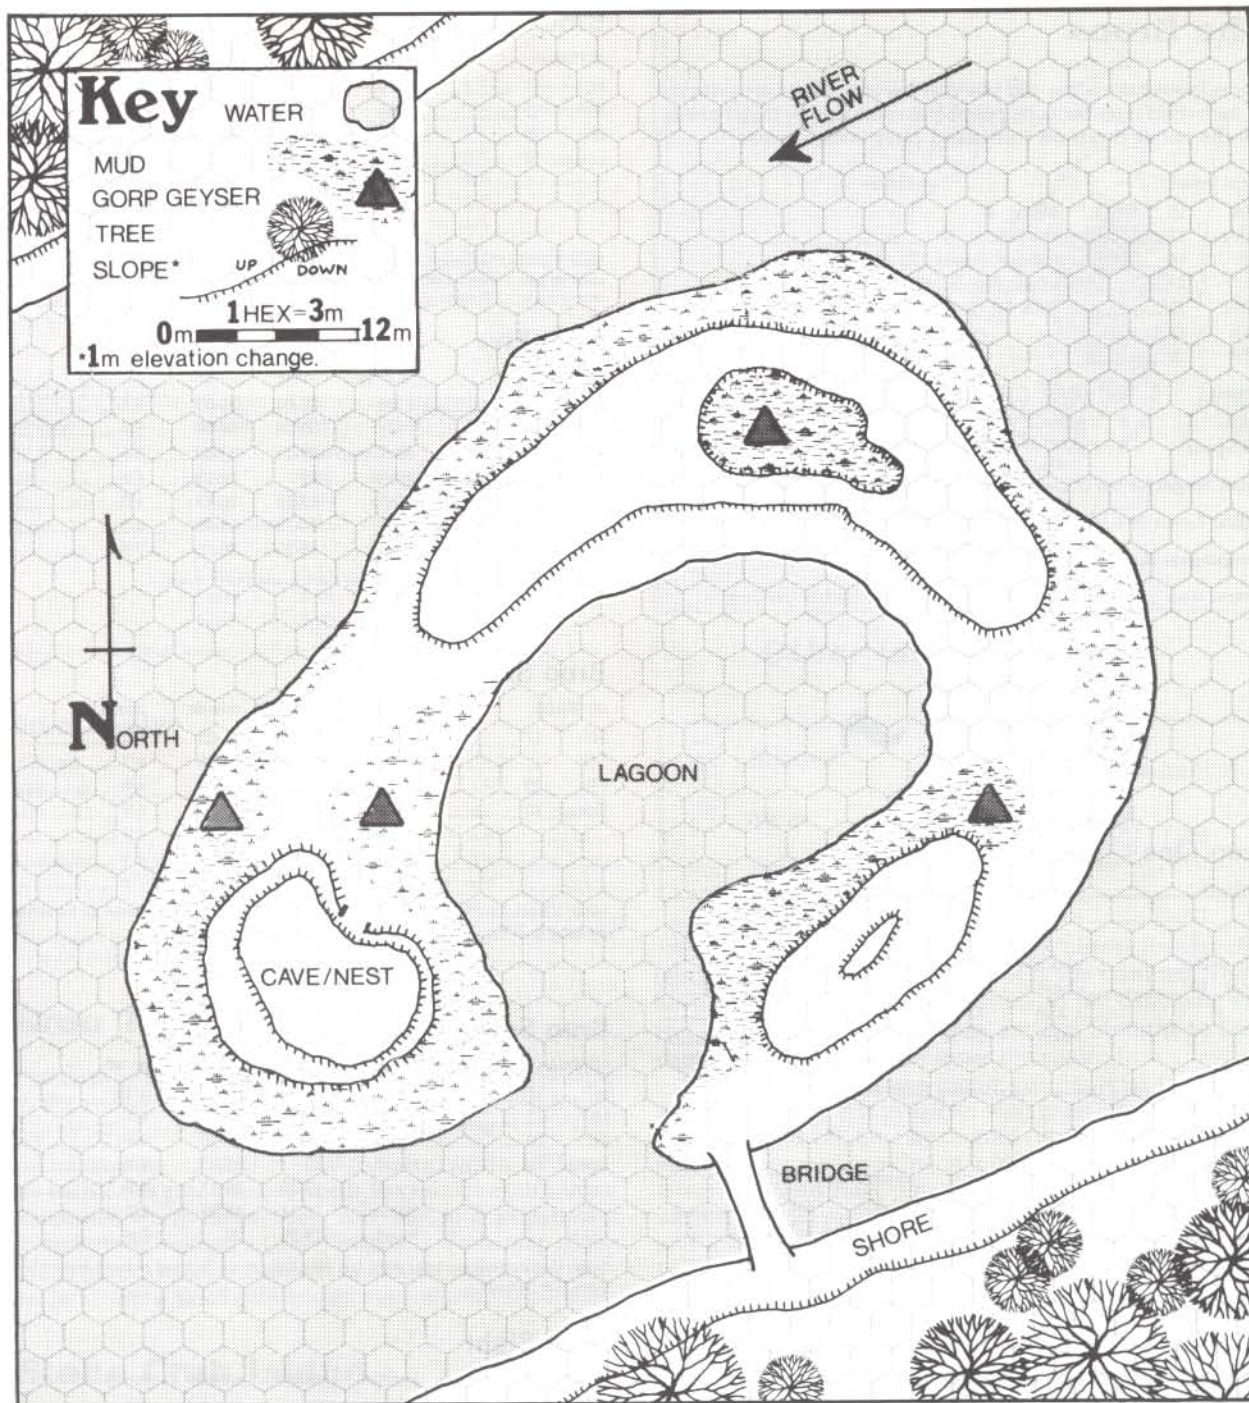 Key WATER
MUD
GORP GEYSER
TREE
SLOPE*
UP DOWN
1 HEX=3m
0m 12m
*1m elevation change.
RIVER
FLOW
NORTH
LAGOON
CAVE/NEST
BRIDGE
SHORE